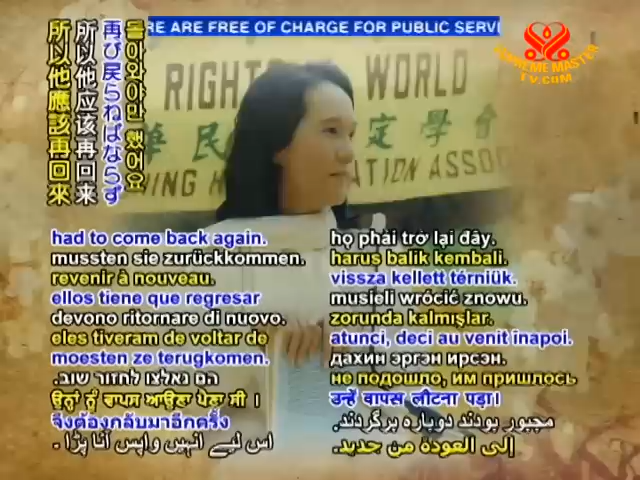 RE ARE FREE OF CHARGE FOR PUBLIC SERVI
SUPREME MASTER
TV.COM
RIGHT
WORLD
華民
定學會
ING H
IATION ASSOC
돌아와야만 했어요
再び戻らねばならず
所以他应该再回来
所以他應該再回來
had to come back again.
mussten sie zurückkommen.
revenir à nouveau.
ellos tiene que regresar
devono ritornare di nuovo.
eles tiveram de voltar de
moesten ze terugkomen.
הם נאלצו לחזור שוב.
ਉਨ੍ਹਾਂ ਨੂੰ ਵਾਪਸ ਆਉਣਾ ਪੇਣਾ ਸੀ ।
จึงต้องกลับมาอีกครั้ง
اس لیے انہیں واپس آنا پڑا ۔
họ phải trở lại đây.
harus balik kembali.
vissza kellett térniük.
musieli wrócić znowu.
zorunda kalmışlar.
atunci, deci au venit înapoi.
дахин эргэн ирсэн.
не подошло, им пришлось
उन्हें वापस लौटना पड़ा।
مجبور بودند دوباره برگردند.
إلى العودة من جديد.